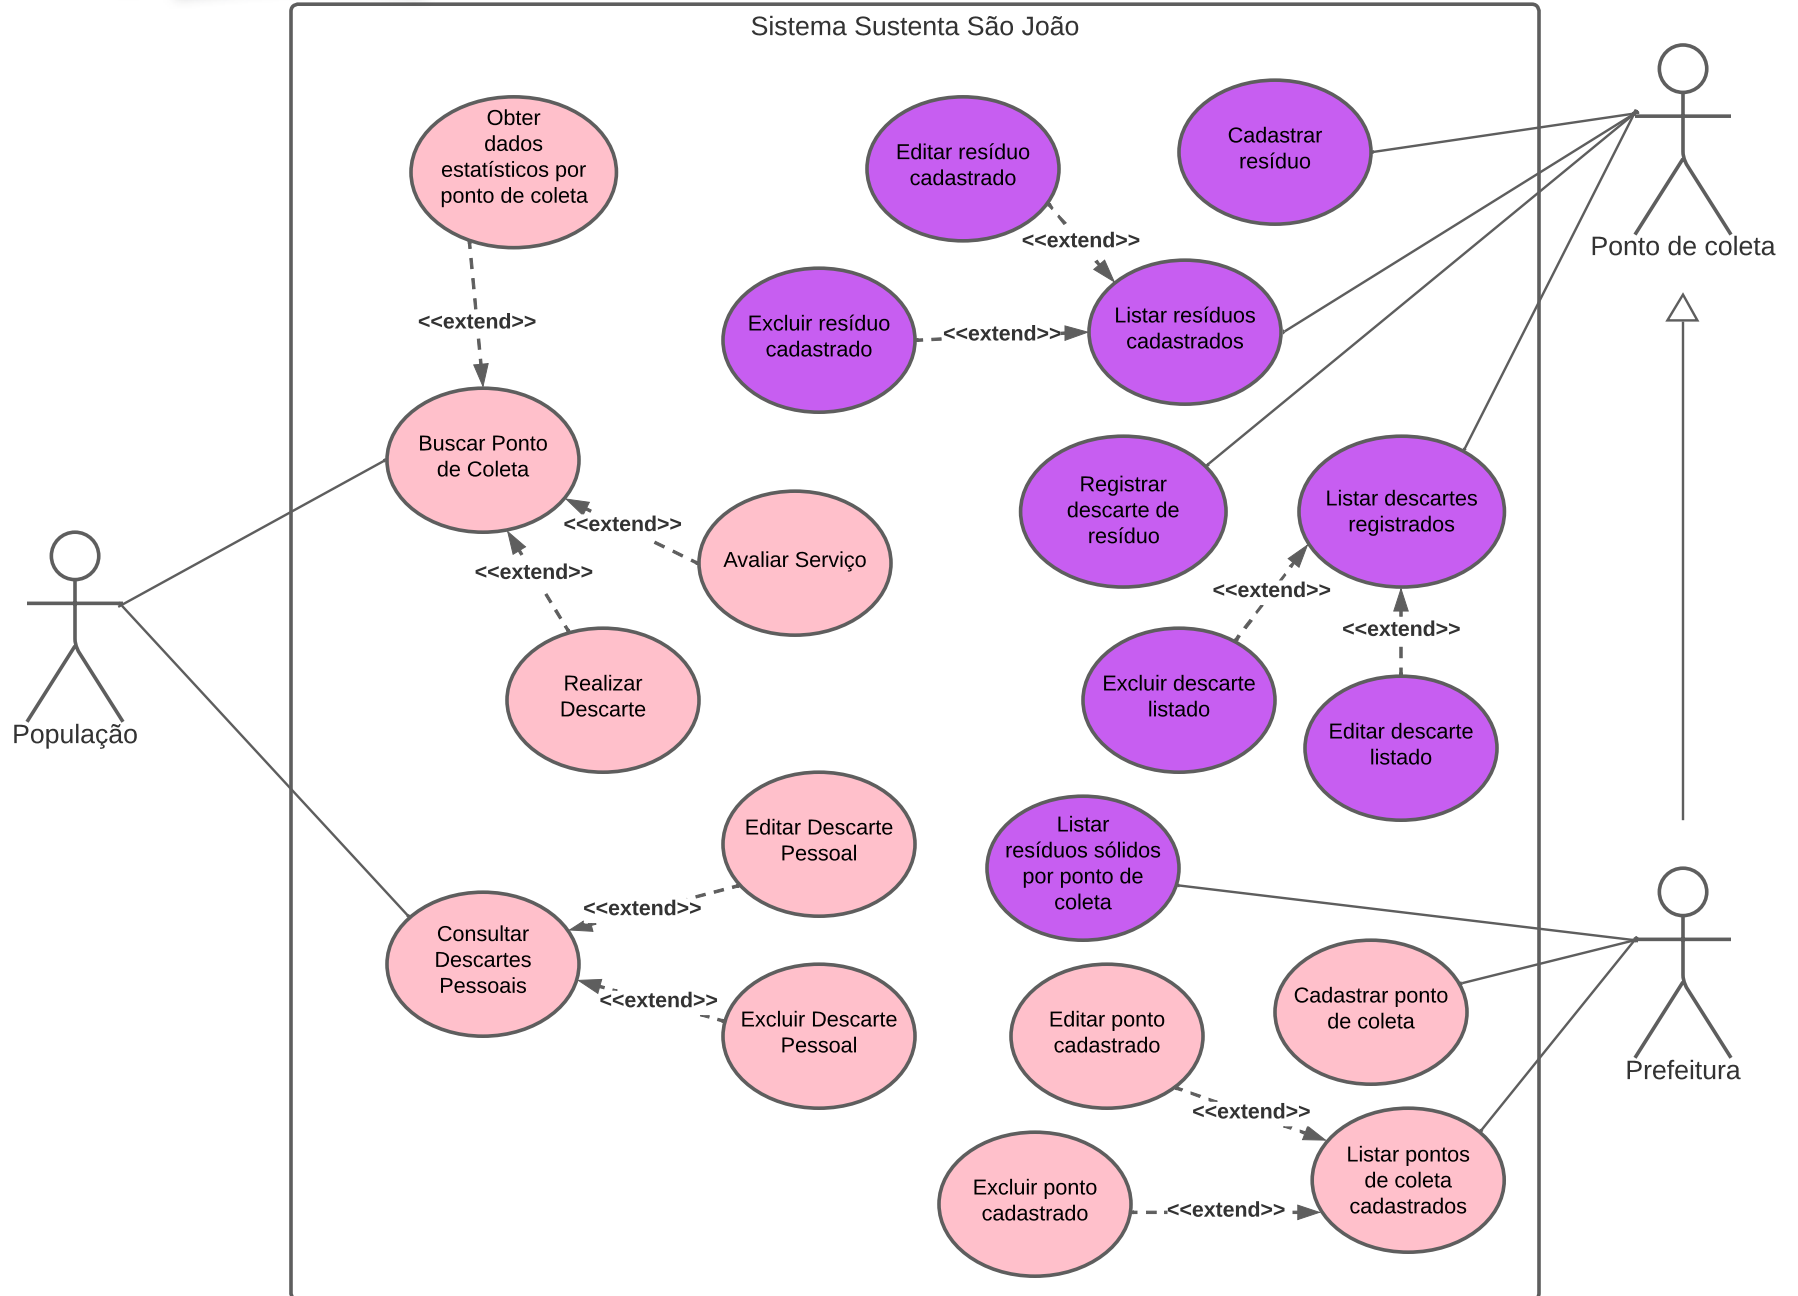 Sistema Sustenta São João
Obter
dados
estatísticos por
ponto de coleta
<<extend>>
Buscar Ponto
de Coleta
<<extend>>
Avaliar Serviço
<<extend>>
Realizar
Descarte
População
Editar Descarte
Pessoal
<<extend>>
Consultar
Descartes
Pessoais
<<extend>>
Excluir Descarte
Pessoal
Editar resíduo
cadastrado
<<extend>>
Cadastrar
resíduo
Excluir resíduo
cadastrado
<<extend>>
Listar resíduos
cadastrados
Ponto de coleta
Registrar
descarte de
resíduo
Listar descartes
registrados
<<extend>>
<<extend>>
Excluir descarte
listado
Editar descarte
listado
Listar
resíduos sólidos
por ponto de
coleta
Cadastrar ponto
de coleta
Editar ponto
cadastrado
<<extend>>
Prefeitura
Listar pontos
de coleta
cadastrados
Excluir ponto
cadastrado
<<extend>>